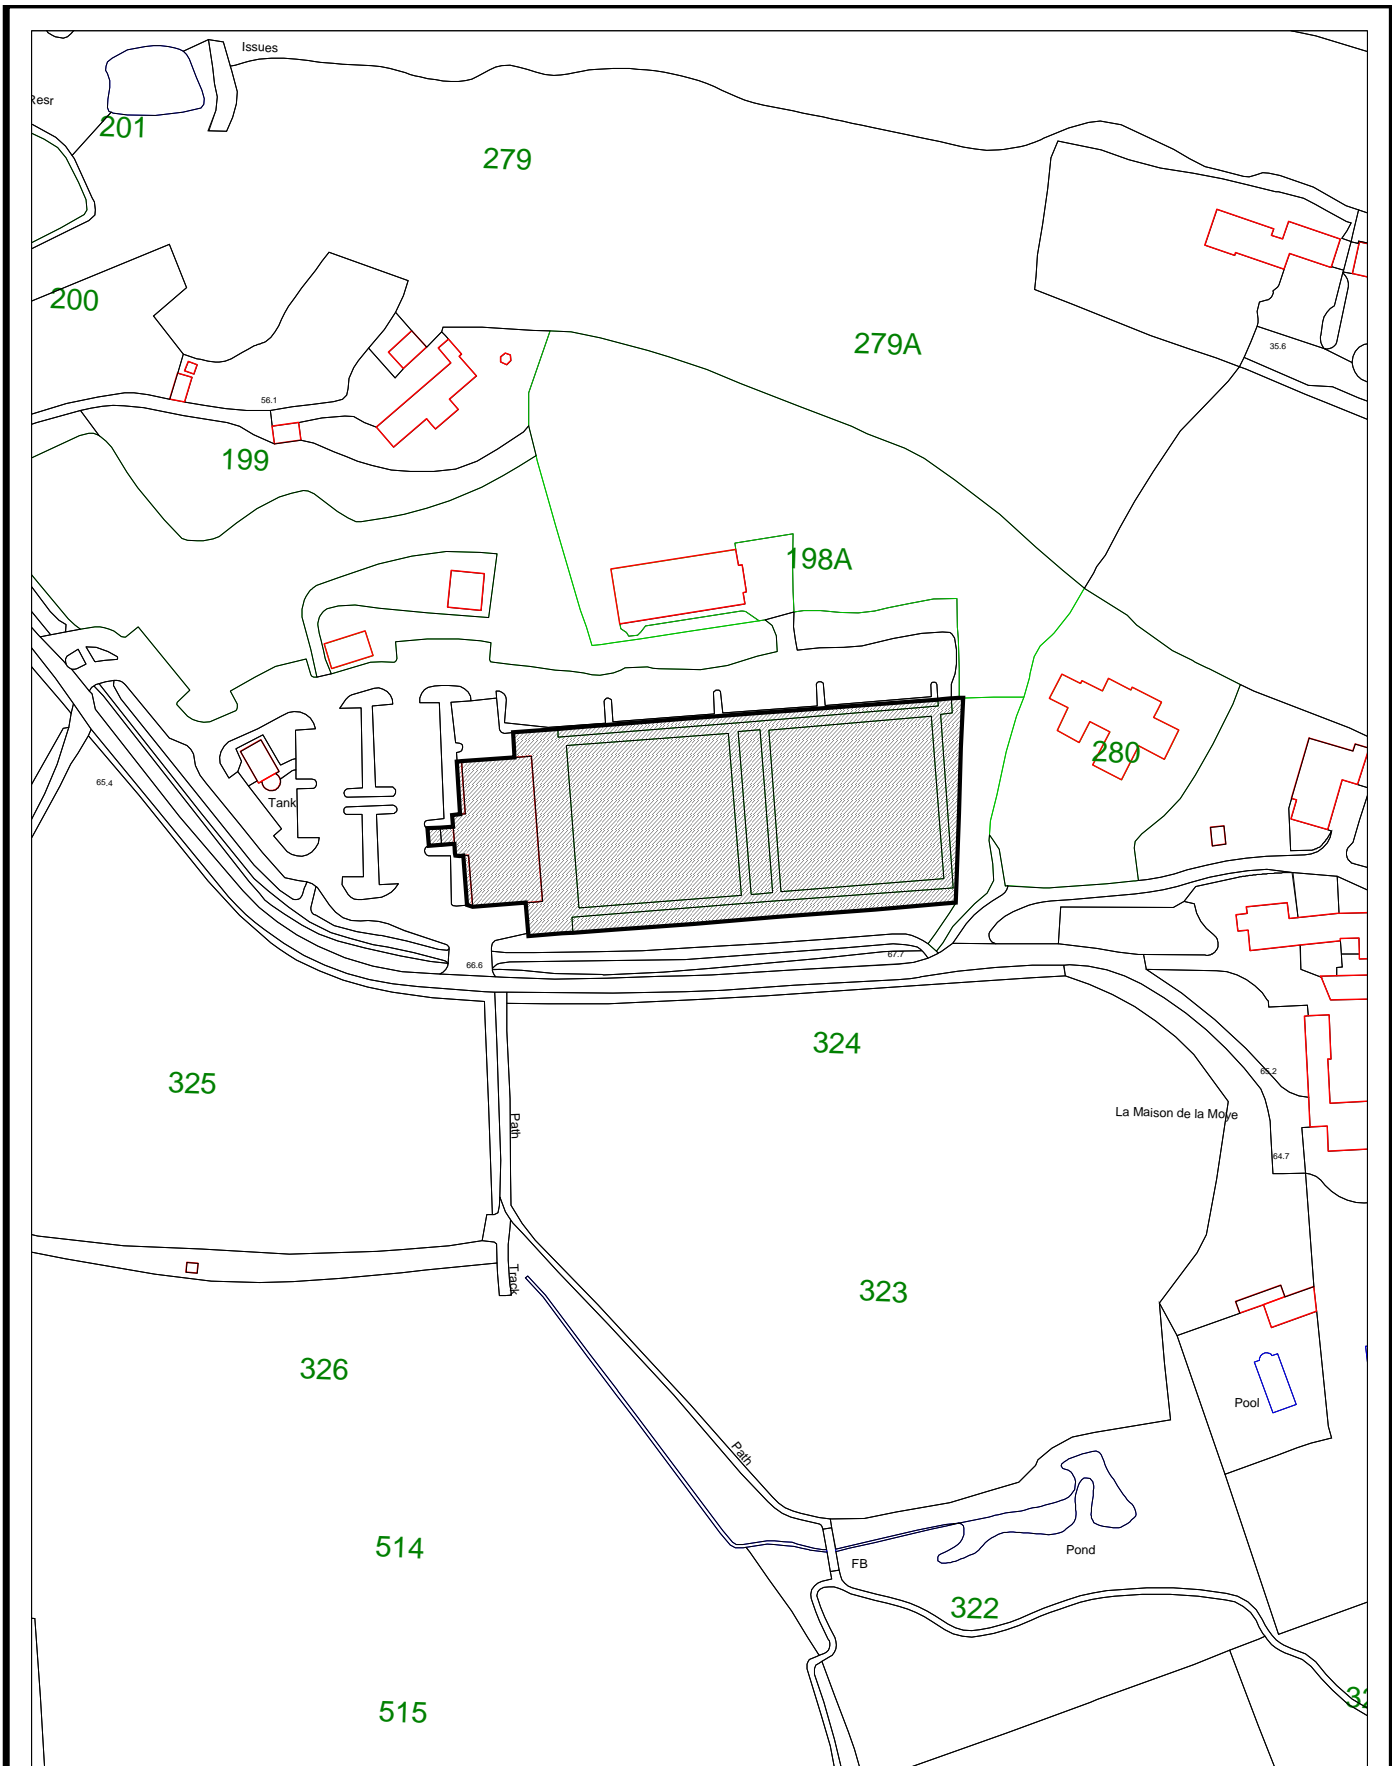 Issues
Resr
201
279
200
279A
35.6
56.1
199
198A
280
65.4
Tank
66.6
67.7
324
325
65.2
La Maison de la Moye
Path
64.7
Track
323
326
Pool
Path
514
Pond
FB
322
515